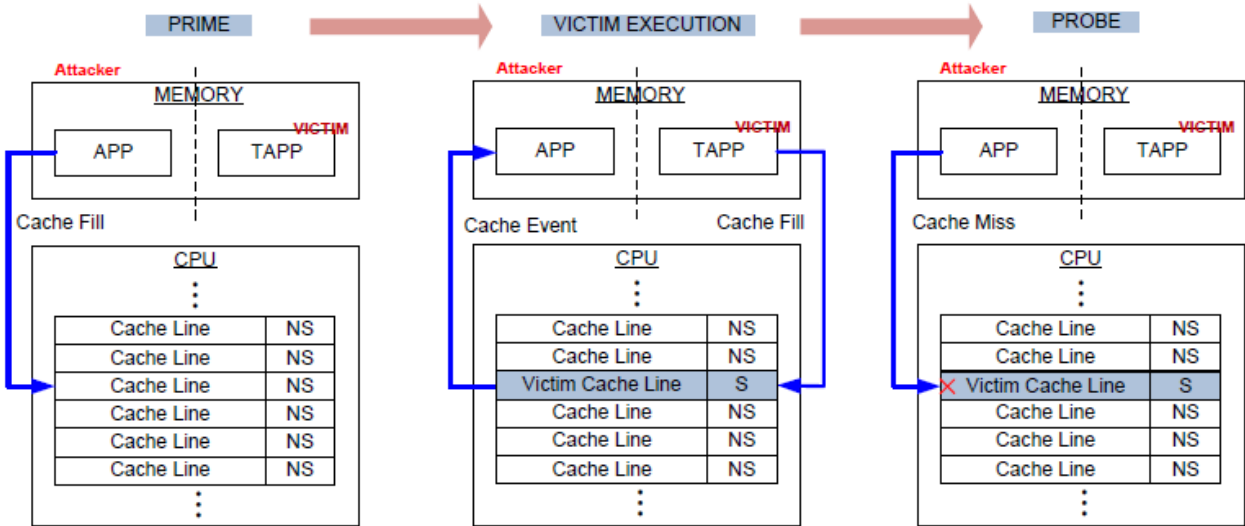 PRIME
VICTIM EXECUTION
PROBE
Attacker
MEMORY
VICTIM
APP
TAPP
Cache Fill
CPU
Cache Line NS
Cache Line NS
Cache Line NS
Cache Line NS
Cache Line NS
Cache Line NS
Attacker
MEMORY
VICTIM
APP
TAPP
Cache Event
Cache Fill
CPU
Cache Line NS
Cache Line NS
Victim Cache Line S
Cache Line NS
Cache Line NS
Cache Line NS
Attacker
MEMORY
VICTIM
APP
TAPP
Cache Miss
CPU
Cache Line NS
Cache Line NS
Victim Cache Line S
Cache Line NS
Cache Line NS
Cache Line NS